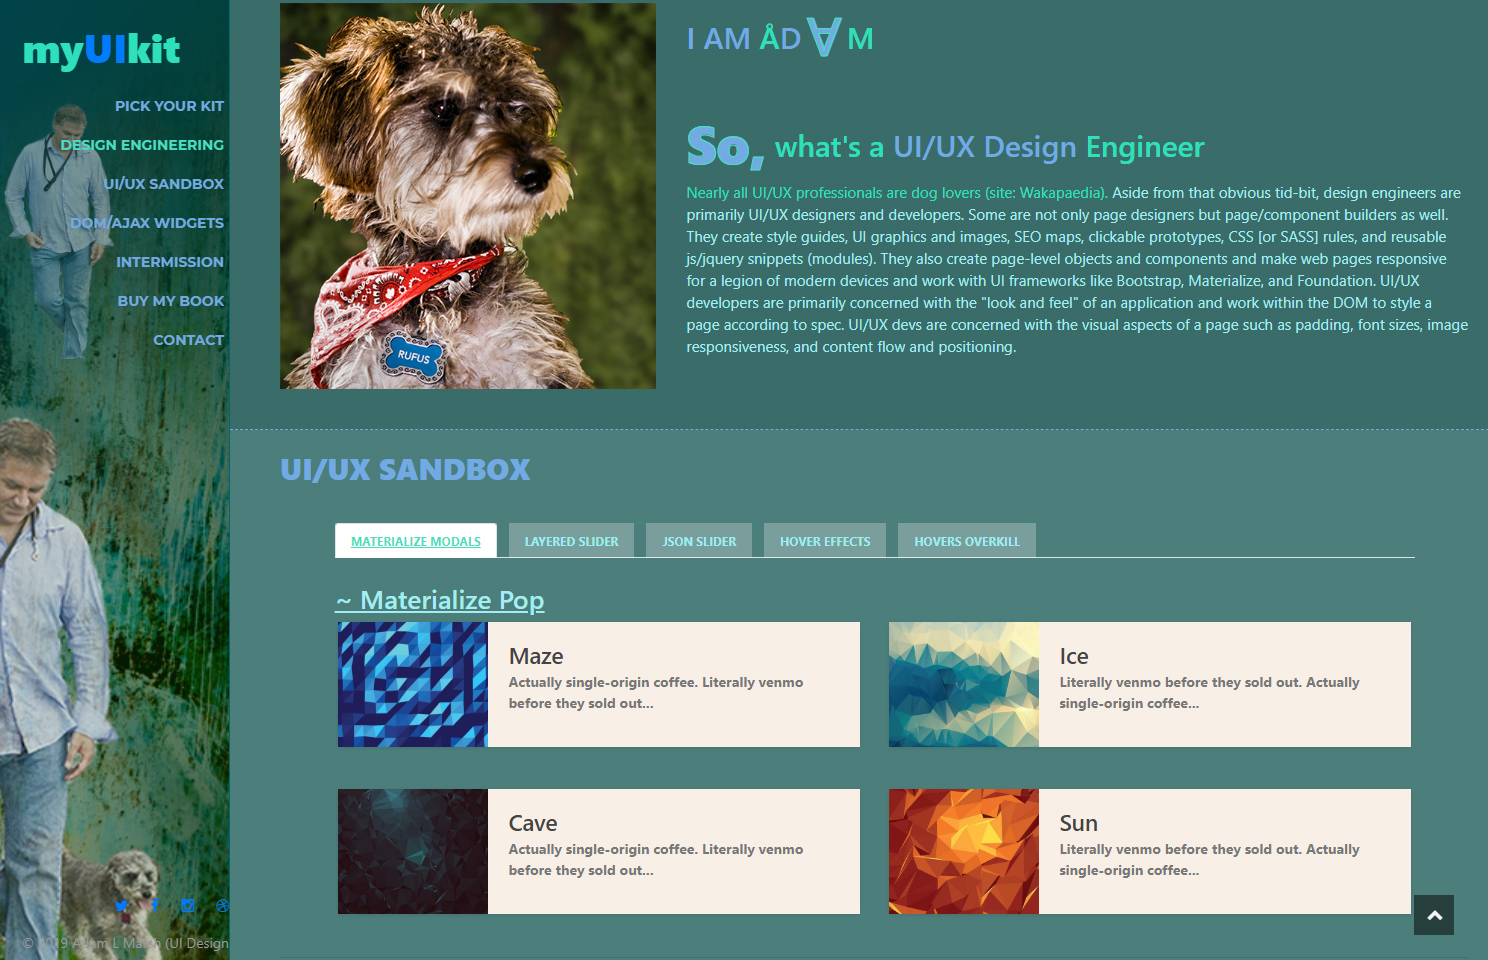 myUIkit
PICK YOUR KIT
DESIGN ENGINEERING
UI/UX SANDBOX
DOM/AJAX WIDGETS
INTERMISSION
BUY MY BOOK
CONTACT
I AM ÅD∀M
RUFUS
So, what's a UI/UX Design Engineer
Nearly all UI/UX professionals are dog lovers (site: Wakapaedia). Aside from that obvious tid-bit, design engineers are
primarily UI/UX designers and developers. Some are not only page designers but page/component builders as well.
They create style guides, UI graphics and images, SEO maps, clickable prototypes, CSS [or SASS] rules, and reusable
js/jquery snippets (modules). They also create page-level objects and components and make web pages responsive
for a legion of modern devices and work with UI frameworks like Bootstrap, Materialize, and Foundation. UI/UX
developers are primarily concerned with the "look and feel" of an application and work within the DOM to style a
page according to spec. UI/UX devs are concerned with the visual aspects of a page such as padding, font sizes, image
responsiveness, and content flow and positioning.
UI/UX SANDBOX
MATERIALIZE MODALS
LAYERED SLIDER
JSON SLIDER
HOVER EFFECTS
HOVERS OVERKILL
~ Materialize Pop
Maze
Actually single-origin coffee. Literally venmo
before they sold out...
Ice
Literally venmo before they sold out. Actually
single-origin coffee...
Cave
Actually single-origin coffee. Literally venmo
before they sold out...
Sun
Literally venmo before they sold out. Actually
single-origin coffee...
© Adam L (UI Design